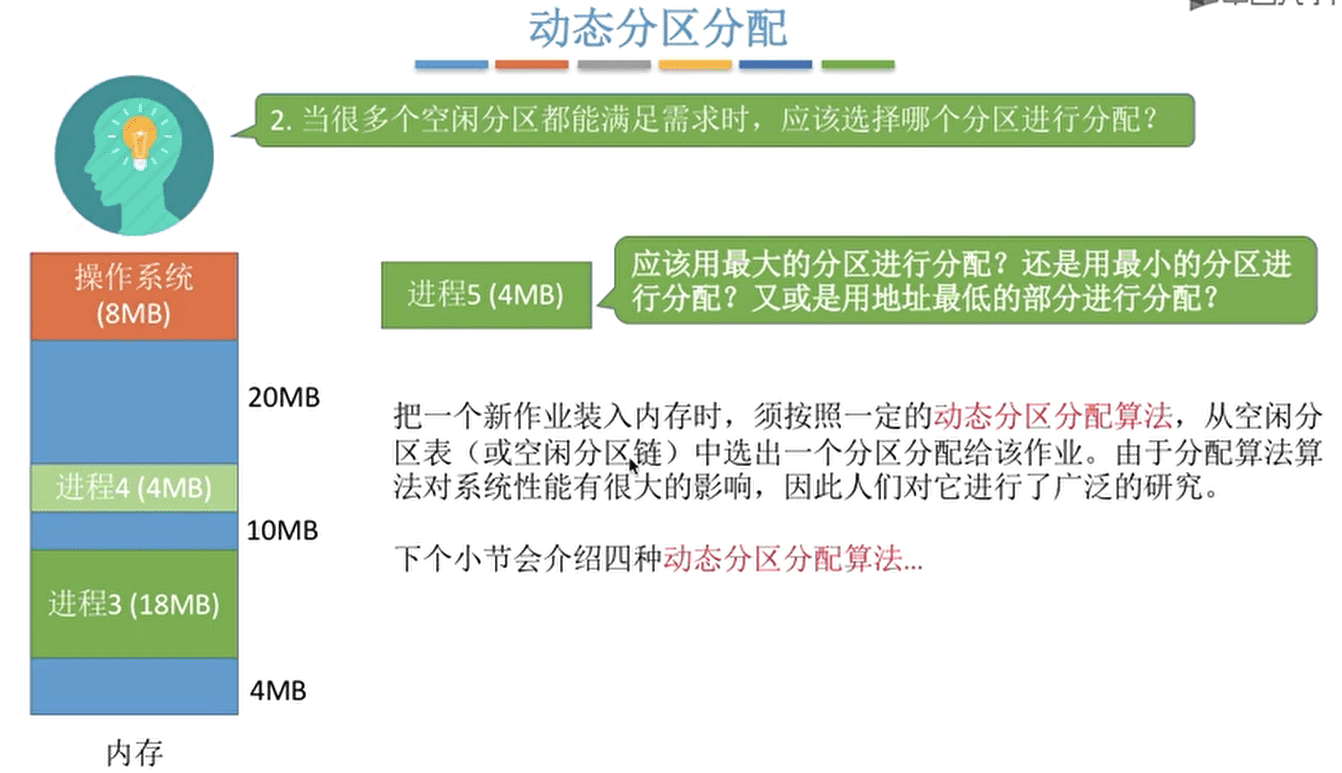 动态分区分配
2. 当很多个空闲分区都能满足需求时，应该选择哪个分区进行分配？
操作系统
(8MB)
进程5 (4MB)
应该用最大的分区进行分配？还是用最小的分区进
行分配？又或是用地址最低的部分进行分配？
20MB
把一个新作业装入内存时，须按照一定的动态分区分配算法，从空闲分
区表（或空闲分区链）中选出一个分区分配给该作业。由于分配算法算
法对系统性能有很大的影响，因此人们对它进行了广泛的研究。
进程4 (4MB)
10MB
下个小节会介绍四种动态分区分配算法...
进程3 (18MB)
4MB
内存